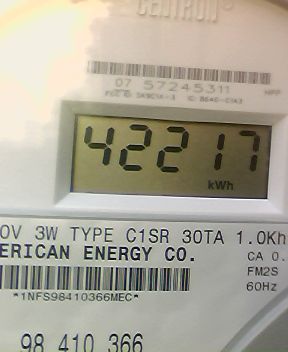 CENTRON®
07 57245311
42217
kWh
0V 3W TYPE C1SR 30TA 1.0Kh
ERICAN ENERGY CO.
CA 0.
FM2S
60Hz
*1NFS98410366MEC*
98 410 366